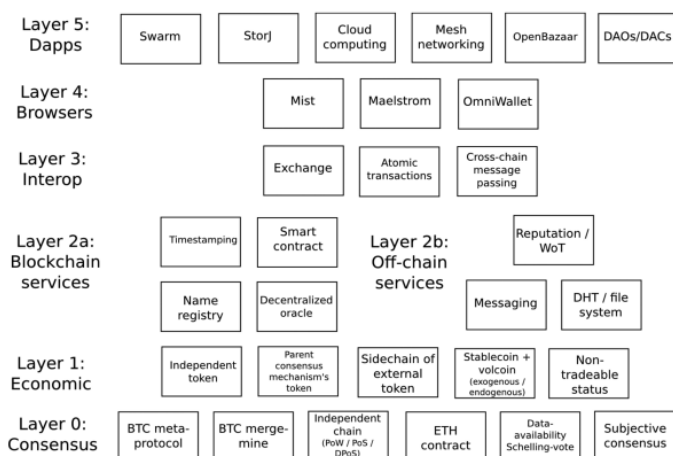 Layer 5:
Dapps
Swarm
StorJ
Cloud
computing
Mesh
networking
OpenBazaar
DAOs/DACs
Layer 4:
Browsers
Mist
Maelstrom
OmniWallet
Layer 3:
Interop
Exchange
Atomic
transactions
Cross-chain
message
passing
Layer 2a:
Blockchain
services
Timestamping
Smart
contract
Name
registry
Decentralized
oracle
Layer 2b:
Off-chain
services
Reputation /
WoT
Messaging
DHT / file
system
Layer 1:
Economic
Independent
token
Parent
consensus
mechanism's
token
Sidechain of
external
token
Stablecoin +
volcoin
(exogenous /
endogenous)
Non-
tradeable
status
Layer 0:
Consensus
BTC meta-
protocol
BTC merge-
mine
Independent
chain
(PoW / PoS /
DPoS)
ETH
contract
Data-
availability
Schelling-vote
Subjective
consensus